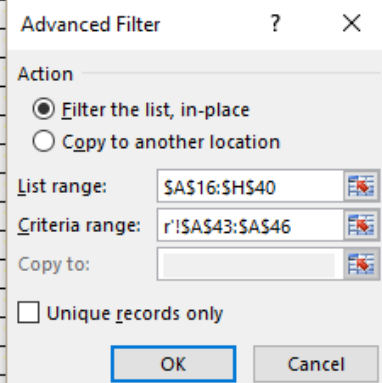 Advanced Filter ? ×
Action
Filter the list, in-place
Copy to another location
List range: $A$16:$H$40
Criteria range: r'!$A$43:$A$46
Copy to:
Unique records only
OK Cancel